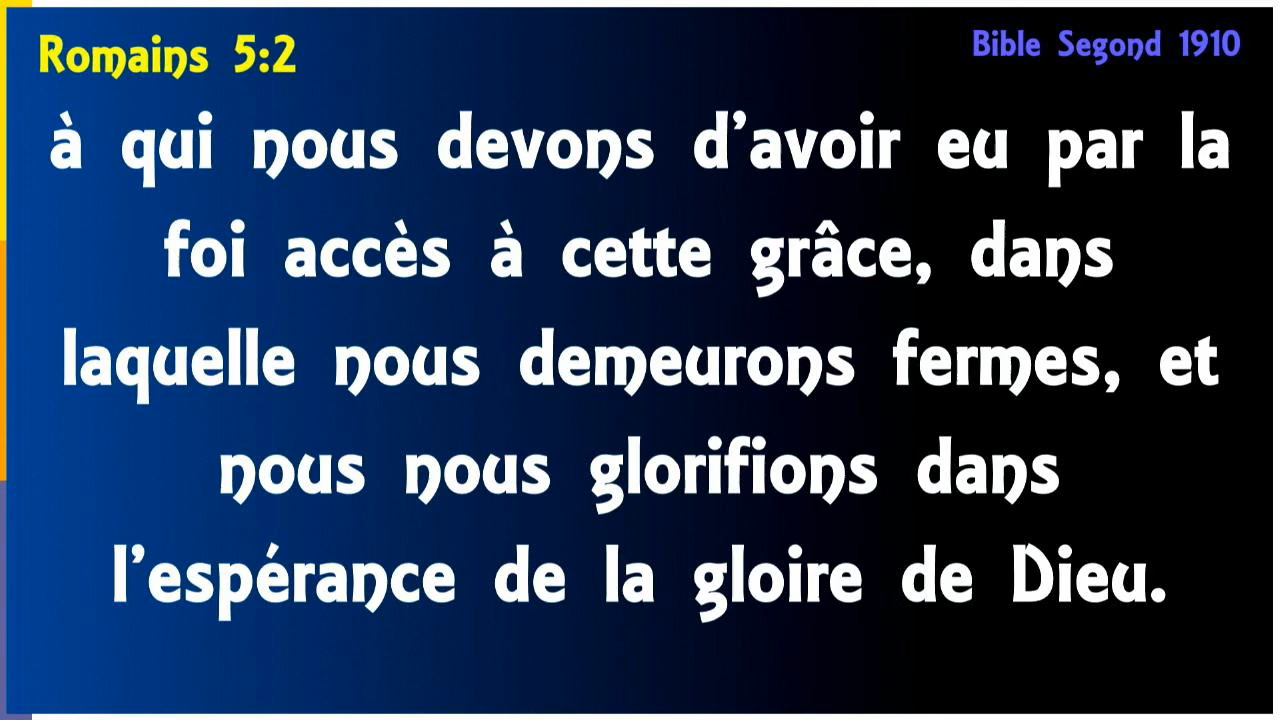 Romains 5:2
Bible Segond 1910
à qui nous devons d’avoir eu par la
foi accès à cette grâce, dans
laquelle nous demeurons fermes, et
nous nous glorifions dans
l’espérance de la gloire de Dieu.